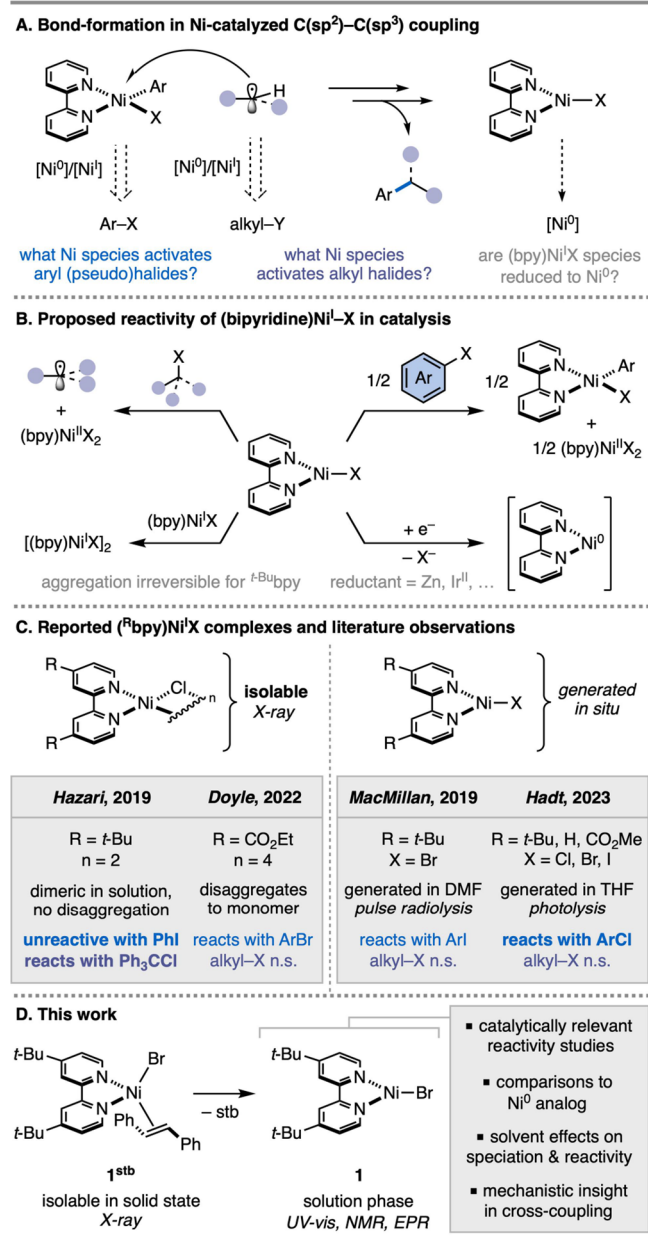 A. Bond-formation in Ni-catalyzed C(sp²)–C(sp³) coupling
N
N
Ni
Ar
X
H
Ar
N
N
Ni
X
[Ni⁰]/[Niᴵ]
[Ni⁰]/[Niᴵ]
Ar–X
alkyl–Y
[Ni⁰]
what Ni species activates
aryl (pseudo)halides?
what Ni species
activates alkyl halides?
are (bpy)NiᴵX species
reduced to Ni⁰?
B. Proposed reactivity of (bipyridine)Niᴵ–X in catalysis
+
(bpy)NiᴵᴵX₂
X
N
N
Ni
X
1/2
Ar
X
1/2
N
N
Ni
Ar
X
+
1/2 (bpy)NiᴵᴵX₂
(bpy)NiᴵX
[(bpy)NiᴵX]₂
+ e⁻
– X⁻
N
N
Ni⁰
aggregation irreversible for ᵗ⁻ᴮᵘbpy
reductant = Zn, Irᴵᴵ, …
C. Reported (ᴿbpy)NiᴵX complexes and literature observations
R
R
N
N
Ni
Cl
n
isolable
X-ray
R
R
N
N
Ni
X
generated
in situ
Hazari, 2019
R = t-Bu
n = 2
dimeric in solution,
no disaggregation
unreactive with PhI
reacts with Ph₃CCl
Doyle, 2022
R = CO₂Et
n = 4
disaggregates
to monomer
reacts with ArBr
alkyl–X n.s.
MacMillan, 2019
R = t-Bu
X = Br
generated in DMF
pulse radiolysis
reacts with ArI
alkyl–X n.s.
Hadt, 2023
R = t-Bu, H, CO₂Me
X = Cl, Br, I
generated in THF
photolysis
reacts with ArCl
alkyl–X n.s.
D. This work
t-Bu
t-Bu
N
N
Ni
Br
Ph
Ph
1ˢᵗᵇ
isolable in solid state
X-ray
– stb
t-Bu
t-Bu
N
N
Ni
Br
1
solution phase
UV-vis, NMR, EPR
▪ catalytically relevant
reactivity studies
▪ comparisons to
Ni⁰ analog
▪ solvent effects on
speciation & reactivity
▪ mechanistic insight
in cross-coupling